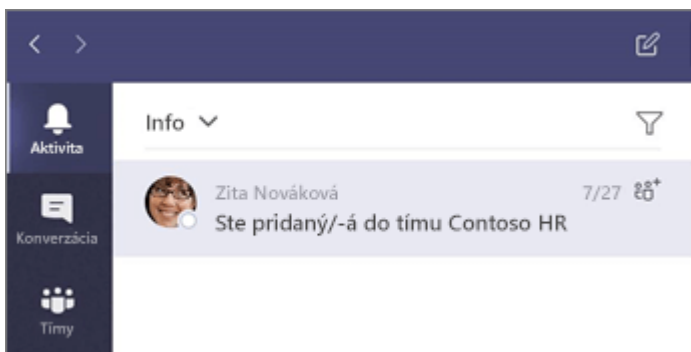 Aktivita
Info
Zita Nováková 7/27
Ste pridaný/-á do tímu Contoso HR
Konverzácia
Tímy